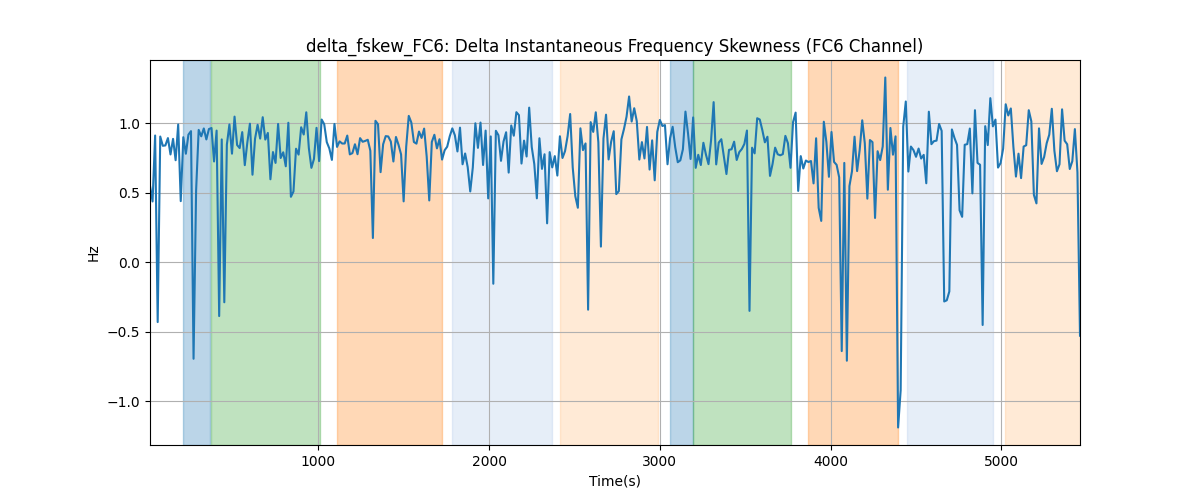 delta_fskew_FC6: Delta Instantaneous Frequency Skewness (FC6 Channel)
Hz
1.0
0.5
0.0
−0.5
−1.0
1000 2000 3000 4000 5000
Time(s)